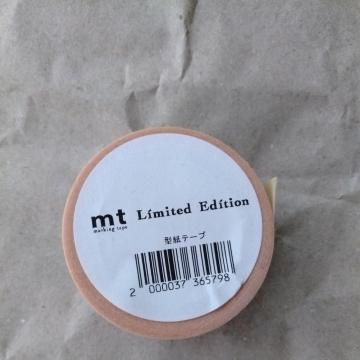 mt Limited Edition
masking tape
型紙テープ
2 000037 365798